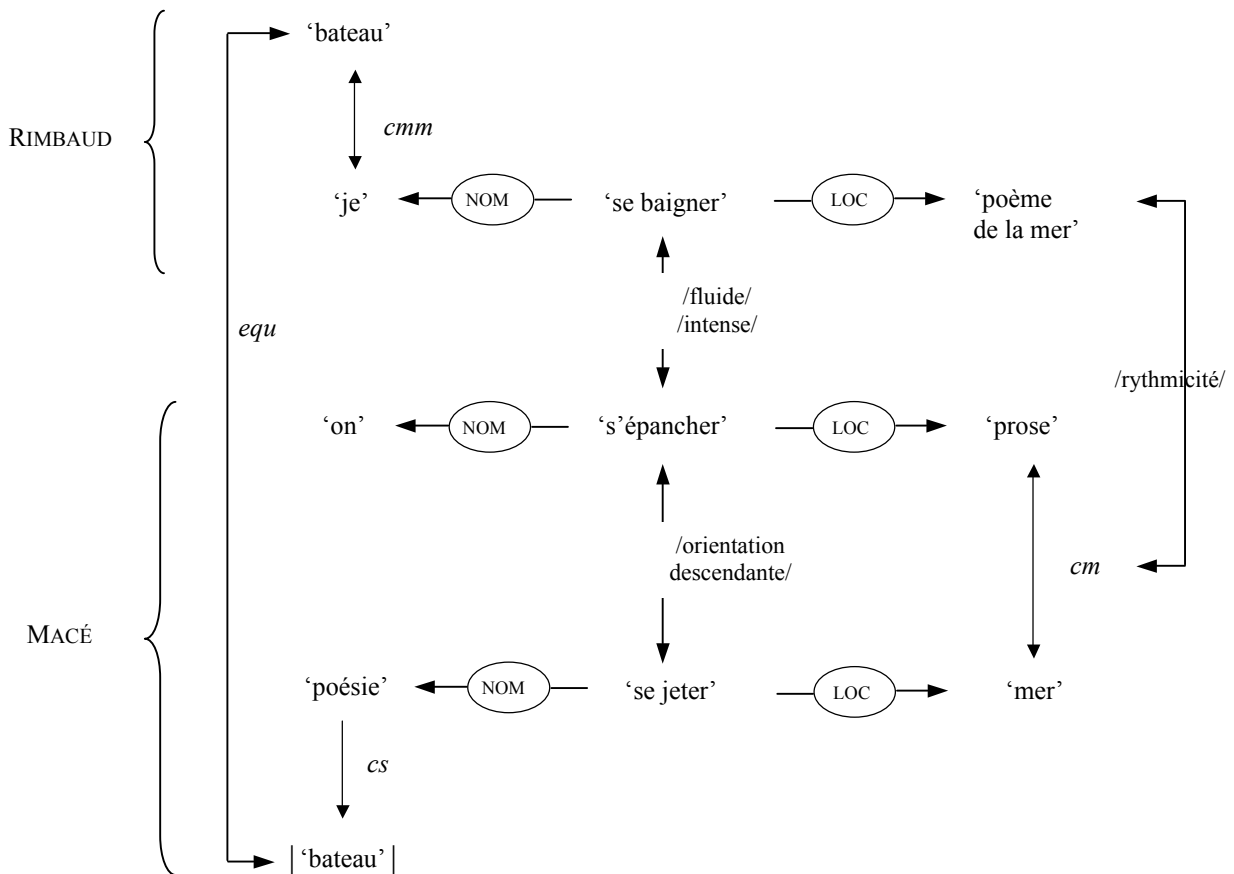 ‘bateau’
RIMBAUD
cmm
‘je’ NOM ‘se baigner’ LOC ‘poème
de la mer’
/fluide/
/intense/
equ
/rythmicité/
‘on’ NOM ‘s’épancher’ LOC ‘prose’
/orientation
descendante/
cm
MACÉ
‘poésie’ NOM ‘se jeter’ LOC ‘mer’
cs
| ‘bateau’ |